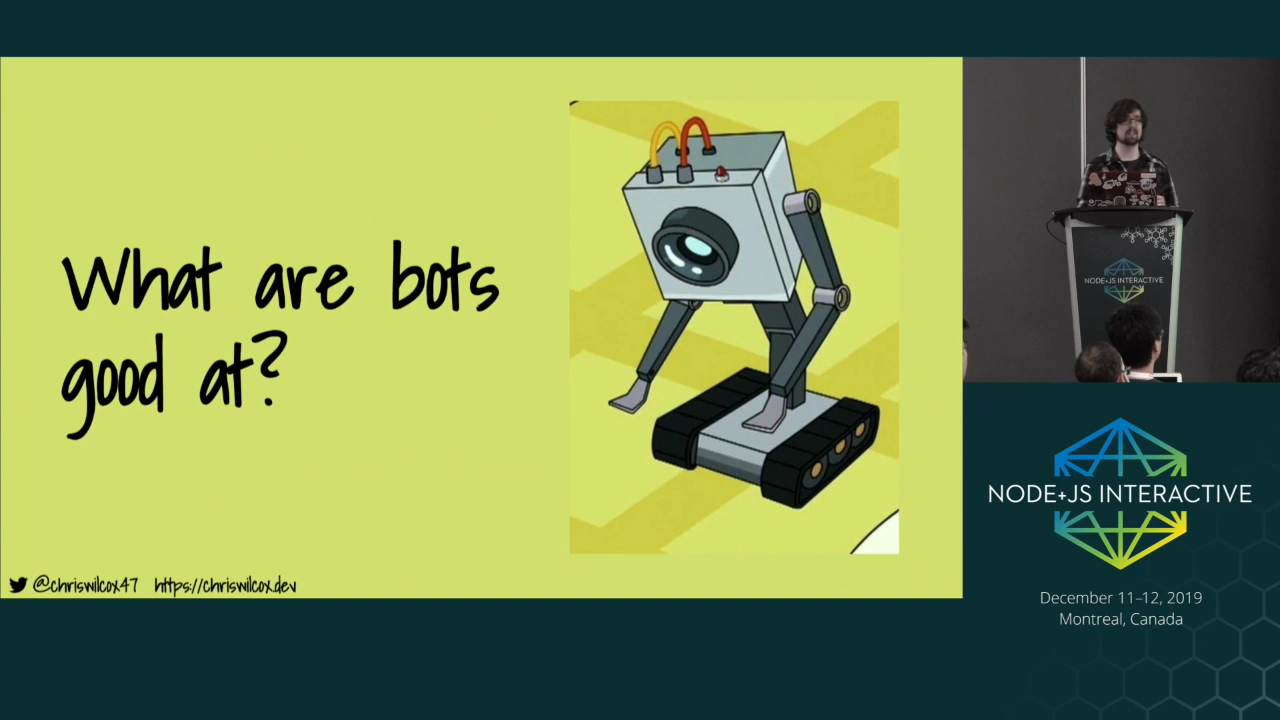 What are bots
good at?
@chriswilcox47 https://chriswilcox.dev
NODE+JS INTERACTIVE
NODE+JS INTERACTIVE
December 11–12, 2019
Montreal, Canada